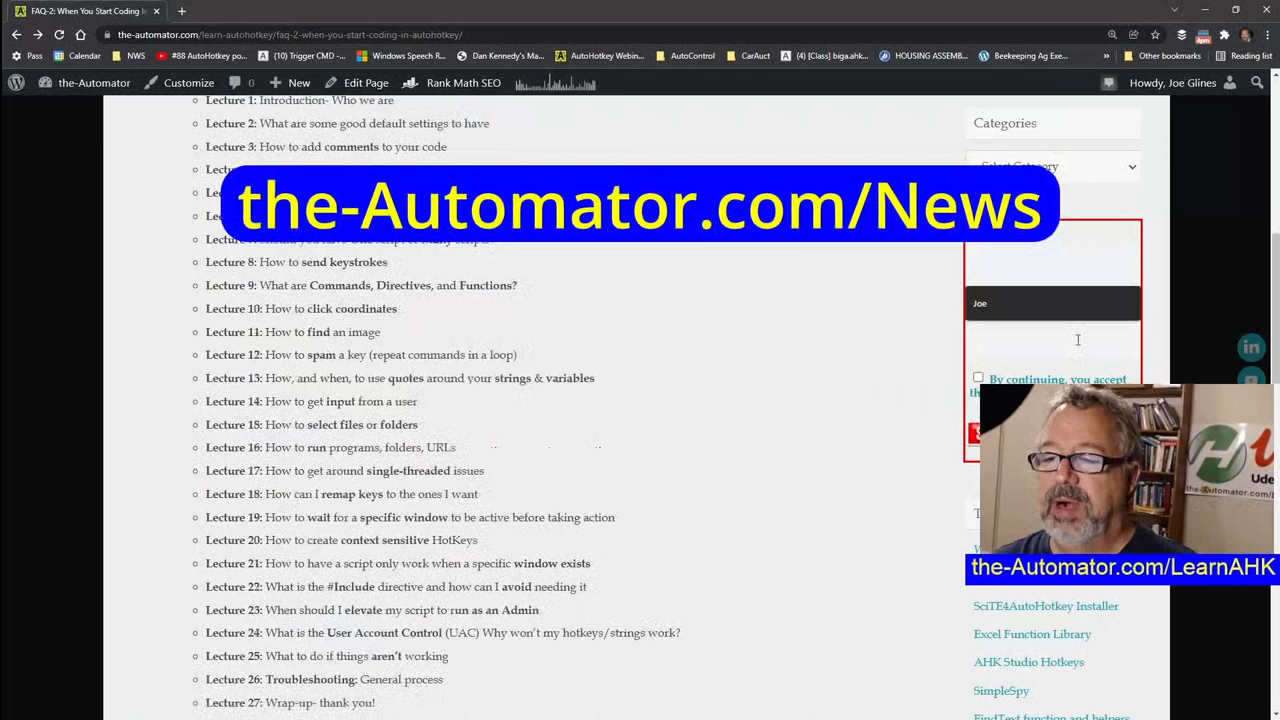 FAQ-2: When You Start Coding In
the-automator.com/learn-autohotkey/faq-2-when-you-start-coding-in-autohotkey/
Pass
Calendar
NWS
#88 AutoHotkey po...
(10) Trigger CMD -...
Windows Speech R...
Dan Kennedy's Ma...
AutoHotkey Webin...
AutoControl
CarAuct
(4) [Class] biga.ahk...
HOUSING ASSEMB...
Beekeeping Ag Exe...
Other bookmarks
Reading list
the-Automator
Customize
0
New
Edit Page
Rank Math SEO
Howdy, Joe Glines
Lecture 1: Introduction- Who we are
Lecture 2: What are some good default settings to have
Lecture 3: How to add comments to your code
the-Automator.com/News
Lecture 8: How to send keystrokes
Lecture 9: What are Commands, Directives, and Functions?
Lecture 10: How to click coordinates
Lecture 11: How to find an image
Lecture 12: How to spam a key (repeat commands in a loop)
Lecture 13: How, and when, to use quotes around your strings & variables
Lecture 14: How to get input from a user
Lecture 15: How to select files or folders
Lecture 16: How to run programs, folders, URLs
Lecture 17: How to get around single-threaded issues
Lecture 18: How can I remap keys to the ones I want
Lecture 19: How to wait for a specific window to be active before taking action
Lecture 20: How to create context sensitive HotKeys
Lecture 21: How to have a script only work when a specific window exists
Lecture 22: What is the #Include directive and how can I avoid needing it
Lecture 23: When should I elevate my script to run as an Admin
Lecture 24: What is the User Account Control (UAC) Why won't my hotkeys/strings work?
Lecture 25: What to do if things aren't working
Lecture 26: Troubleshooting: General process
Lecture 27: Wrap-up- thank you!
Categories
Select Category
Joe
By continuing, you accept
the-Automator.com/LearnAHK
SciTE4AutoHotkey Installer
Excel Function Library
AHK Studio Hotkeys
SimpleSpy
FindText function and helpers